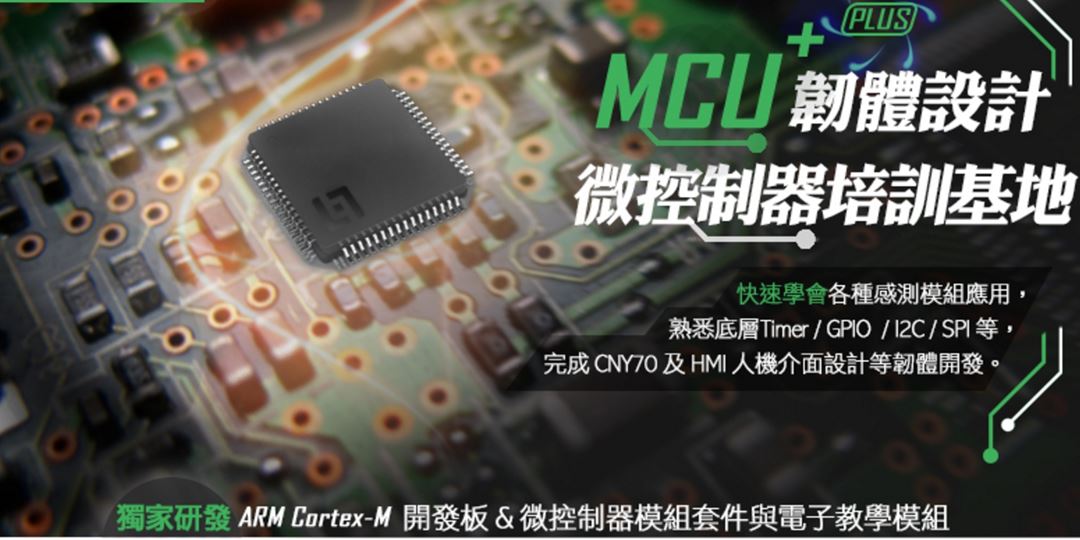 PLUS
MCU+ 韌體設計
微控制器培訓基地
快速學會各種感測模組應用，
熟悉底層Timer / GPIO / I2C / SPI 等，
完成 CNY70 及 HMI 人機介面設計等韌體開發。
獨家研發 ARM Cortex-M 開發板 & 微控制器模組套件與電子教學模組